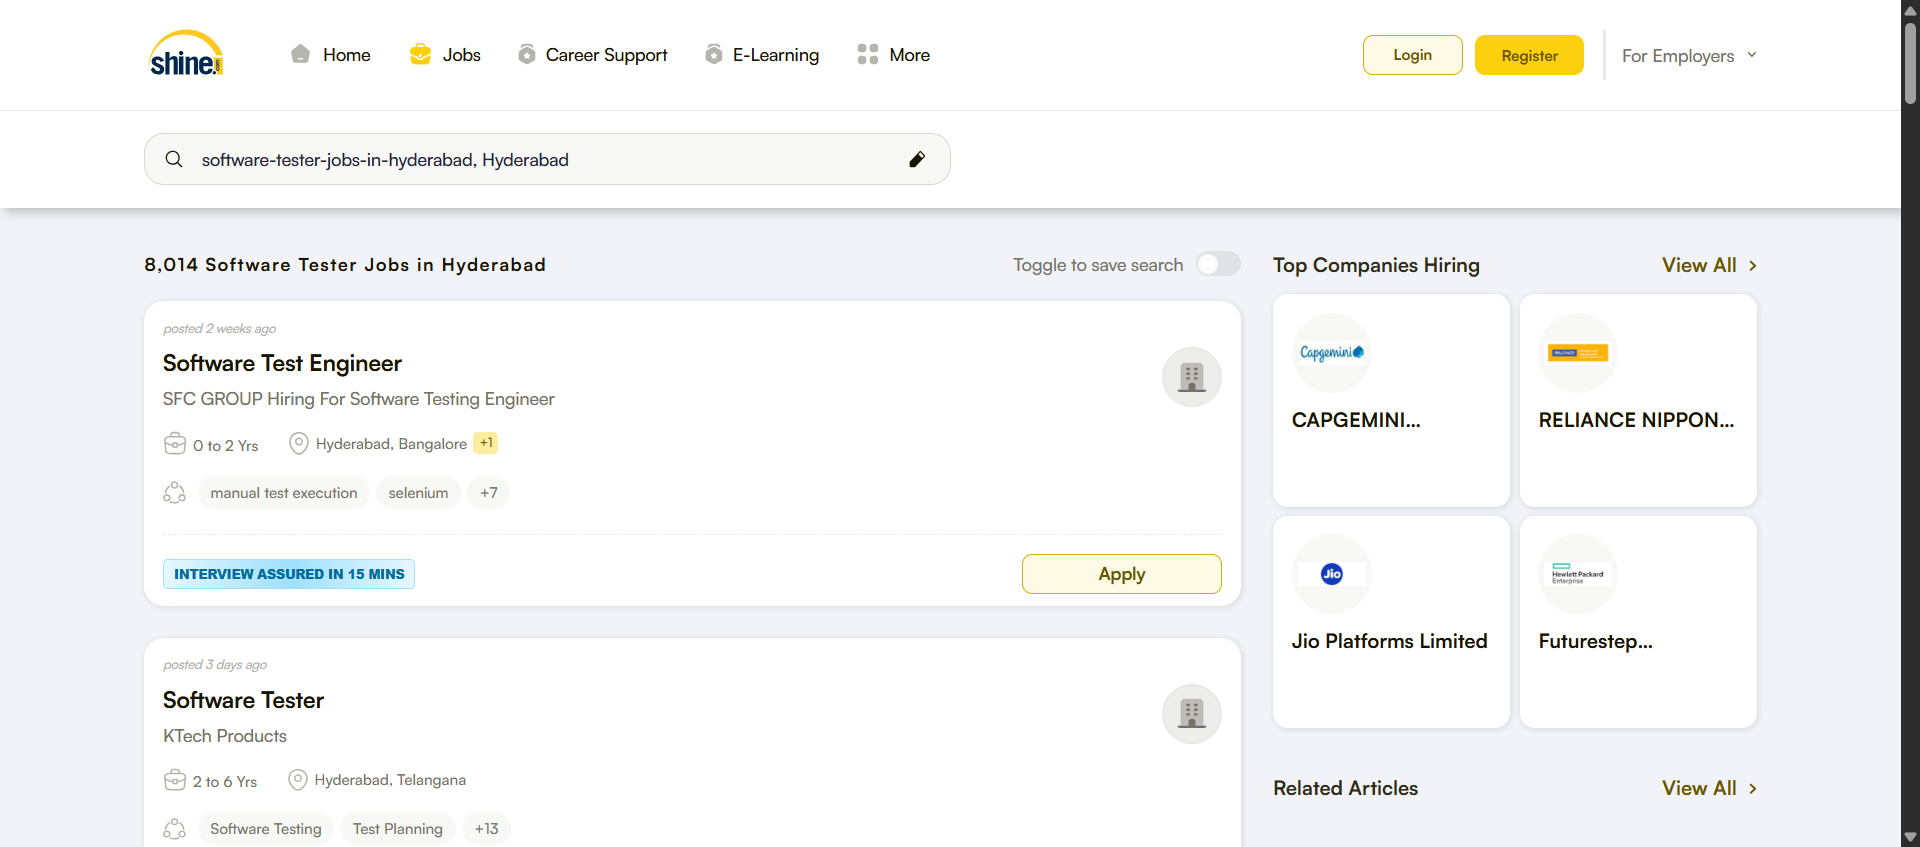 shine.com
Home
Jobs
Career Support
E-Learning
More
Login
Register
For Employers
software-tester-jobs-in-hyderabad, Hyderabad
8,014 Software Tester Jobs in Hyderabad
Toggle to save search
posted 2 weeks ago
Software Test Engineer
SFC GROUP Hiring For Software Testing Engineer
0 to 2 Yrs
Hyderabad, Bangalore +1
manual test execution
selenium
+7
INTERVIEW ASSURED IN 15 MINS
Apply
posted 3 days ago
Software Tester
KTech Products
2 to 6 Yrs
Hyderabad, Telangana
Software Testing
Test Planning
+13
Top Companies Hiring
View All
Capgemini
CAPGEMINI...
RELIANCE
RELIANCE NIPPON...
Jio
Jio Platforms Limited
Hewlett Packard
Enterprise
Futurestep...
Related Articles
View All